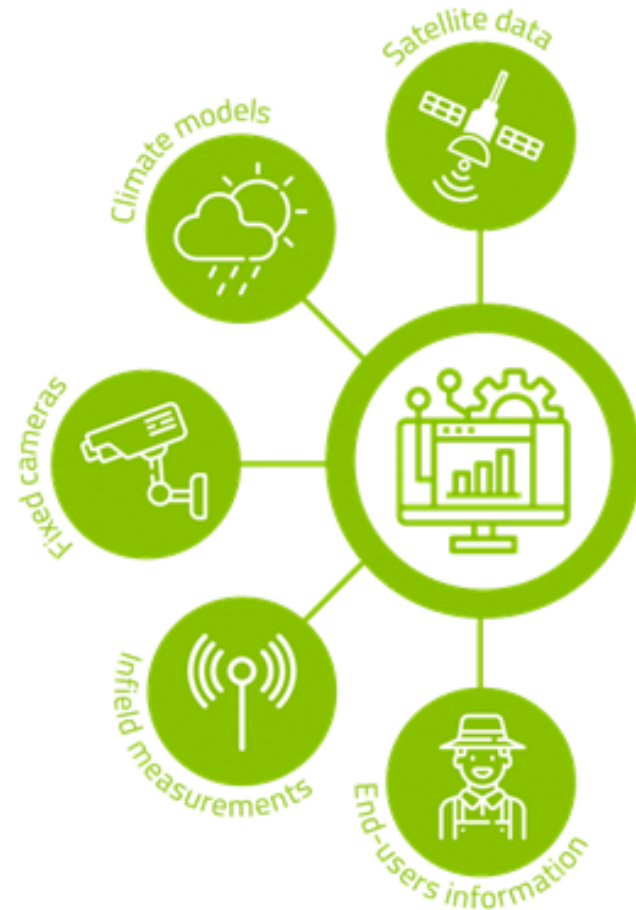 Satellite data
Climate models
Fixed cameras
Infield measurements
End-users information